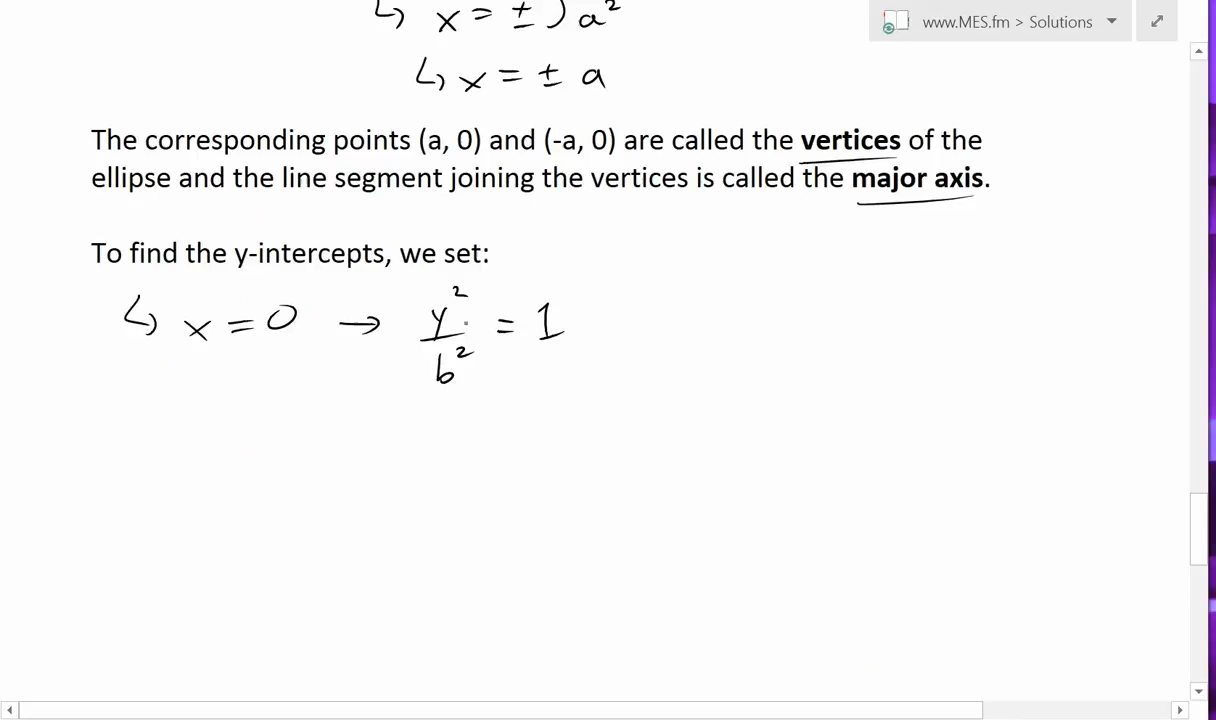 ↳ x = ± √a²
www.MES.fm > Solutions
↳ x = ± a
The corresponding points (a, 0) and (-a, 0) are called the vertices of the
ellipse and the line segment joining the vertices is called the major axis.
To find the y-intercepts, we set:
↳ x = 0 → y²/b² = 1